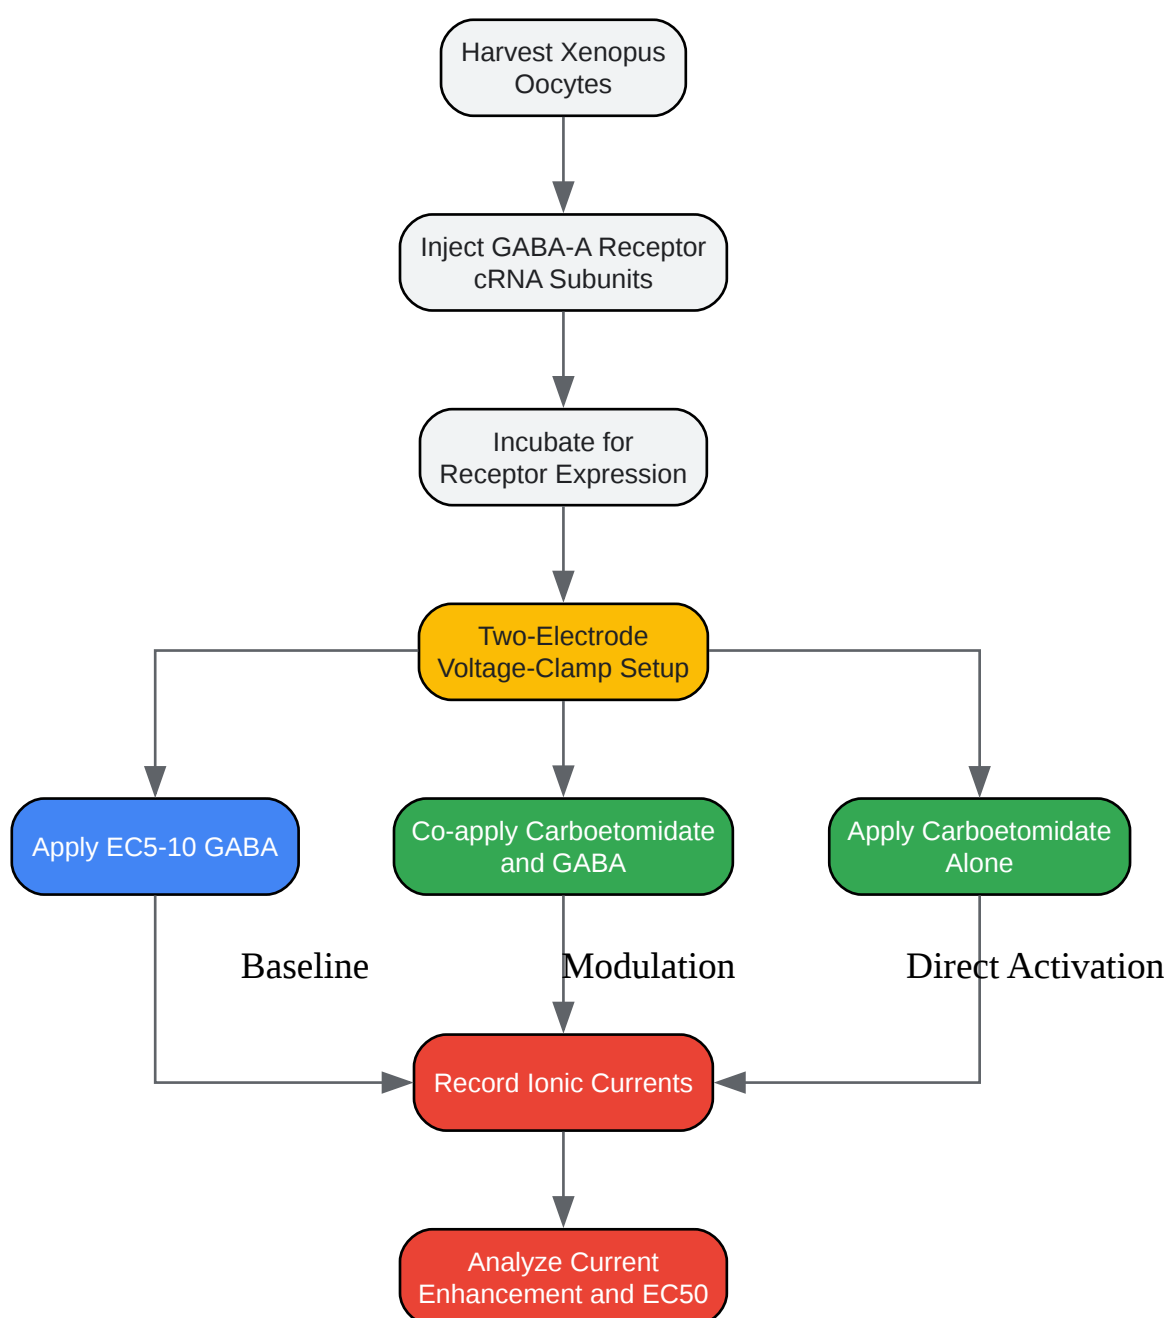 Harvest Xenopus
Oocytes
Inject GABA-A Receptor
cRNA Subunits
Incubate for
Receptor Expression
Two-Electrode
Voltage-Clamp Setup
Apply EC5-10 GABA
Co-apply Carboetomidate
and GABA
Apply Carboetomidate
Alone
Baseline
Modulation
Direct Activation
Record Ionic Currents
Analyze Current
Enhancement and EC50